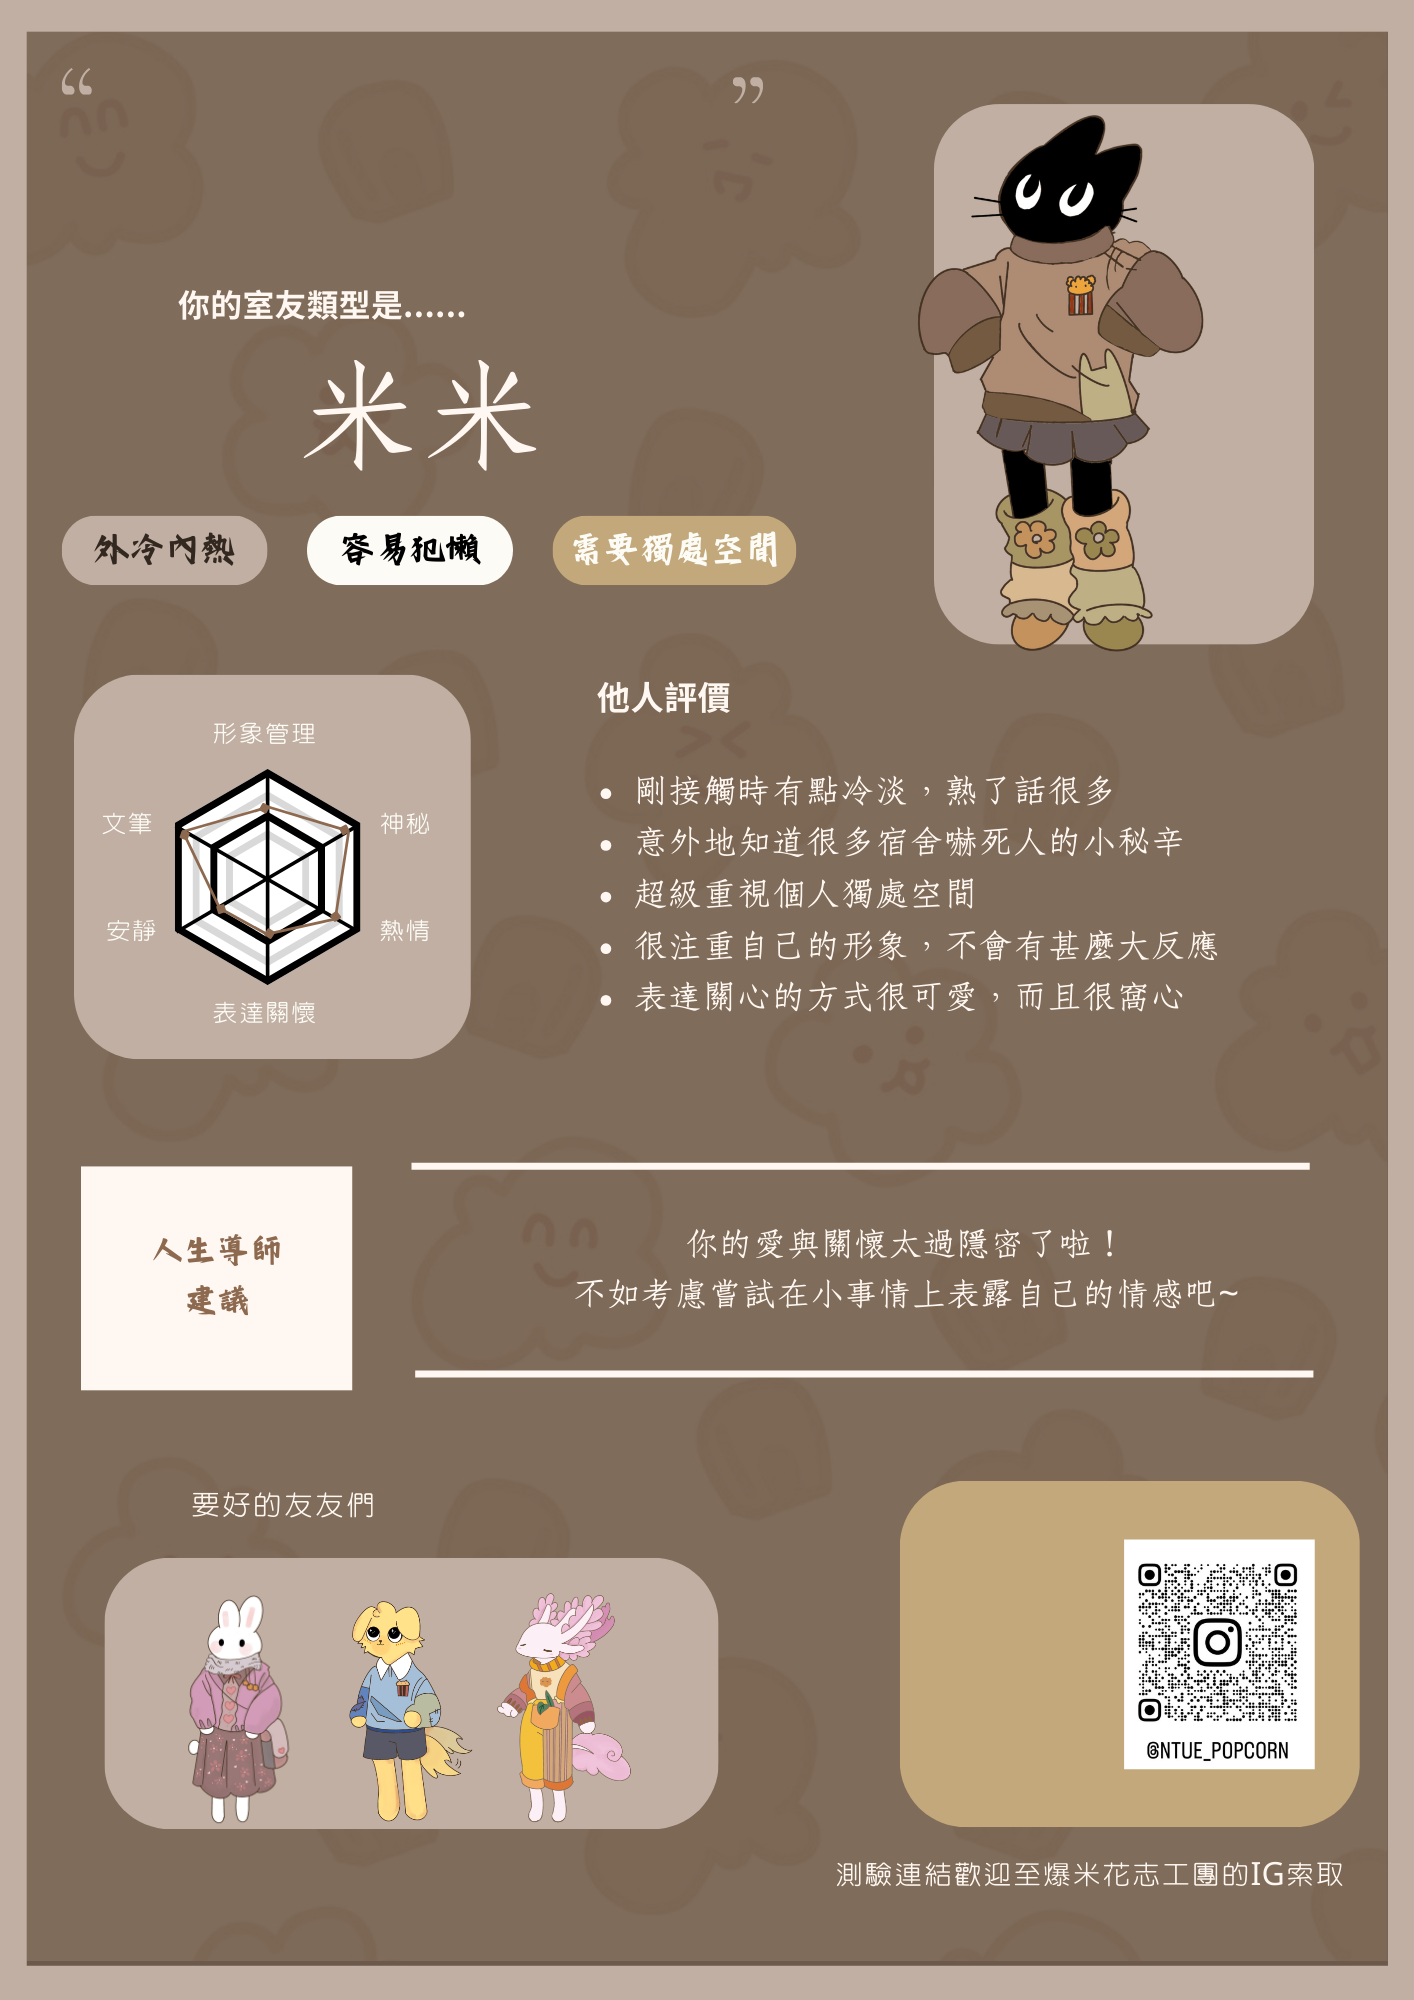 “ ”
你的室友類型是......
米米
外冷內熱
容易犯懶
需要獨處空間
形象管理
文筆
神秘
安靜
熱情
表達關懷
他人評價
• 剛接觸時有點冷淡，熟了話很多
• 意外地知道很多宿舍嚇死人的小秘辛
• 超級重視個人獨處空間
• 很注重自己的形象，不會有甚麼大反應
• 表達關心的方式很可愛，而且很窩心
人生導師
建議
你的愛與關懷太過隱密了啦！
不如考慮嘗試在小事情上表露自己的情感吧~
要好的友友們
@NTUE_POPCORN
測驗連結歡迎至爆米花志工團的IG索取